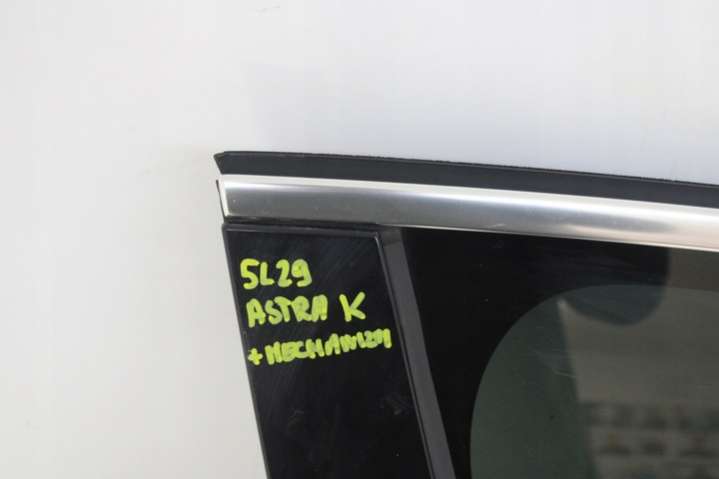 5L29
ASTRA K
+ MECHANIZM